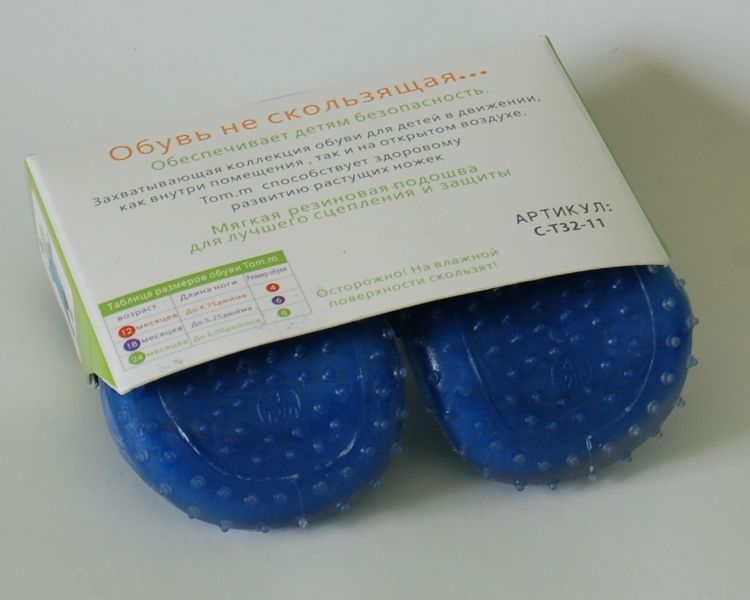 Обувь не скользящая...
Обеспечивает детям безопасность.
Захватывающая коллекция обуви для детей в движении,
как внутри помещения , так и на открытом воздухе.
Tom.m способствует здоровому
развитию растущих ножек
Мягкая резиновая подошва
для лучшего сцепления и защиты
АРТИКУЛ:
C-T32-11
Таблица размеров обуви Tom.m
возраст Длина ноги Размер обуви
12 месяцев До 4,75дюйма 4
18 месяцев До 5,25дюйма 6
24 месяцев До 6,00дюймов 8
Осторожно! На влажной
поверхности скользят!